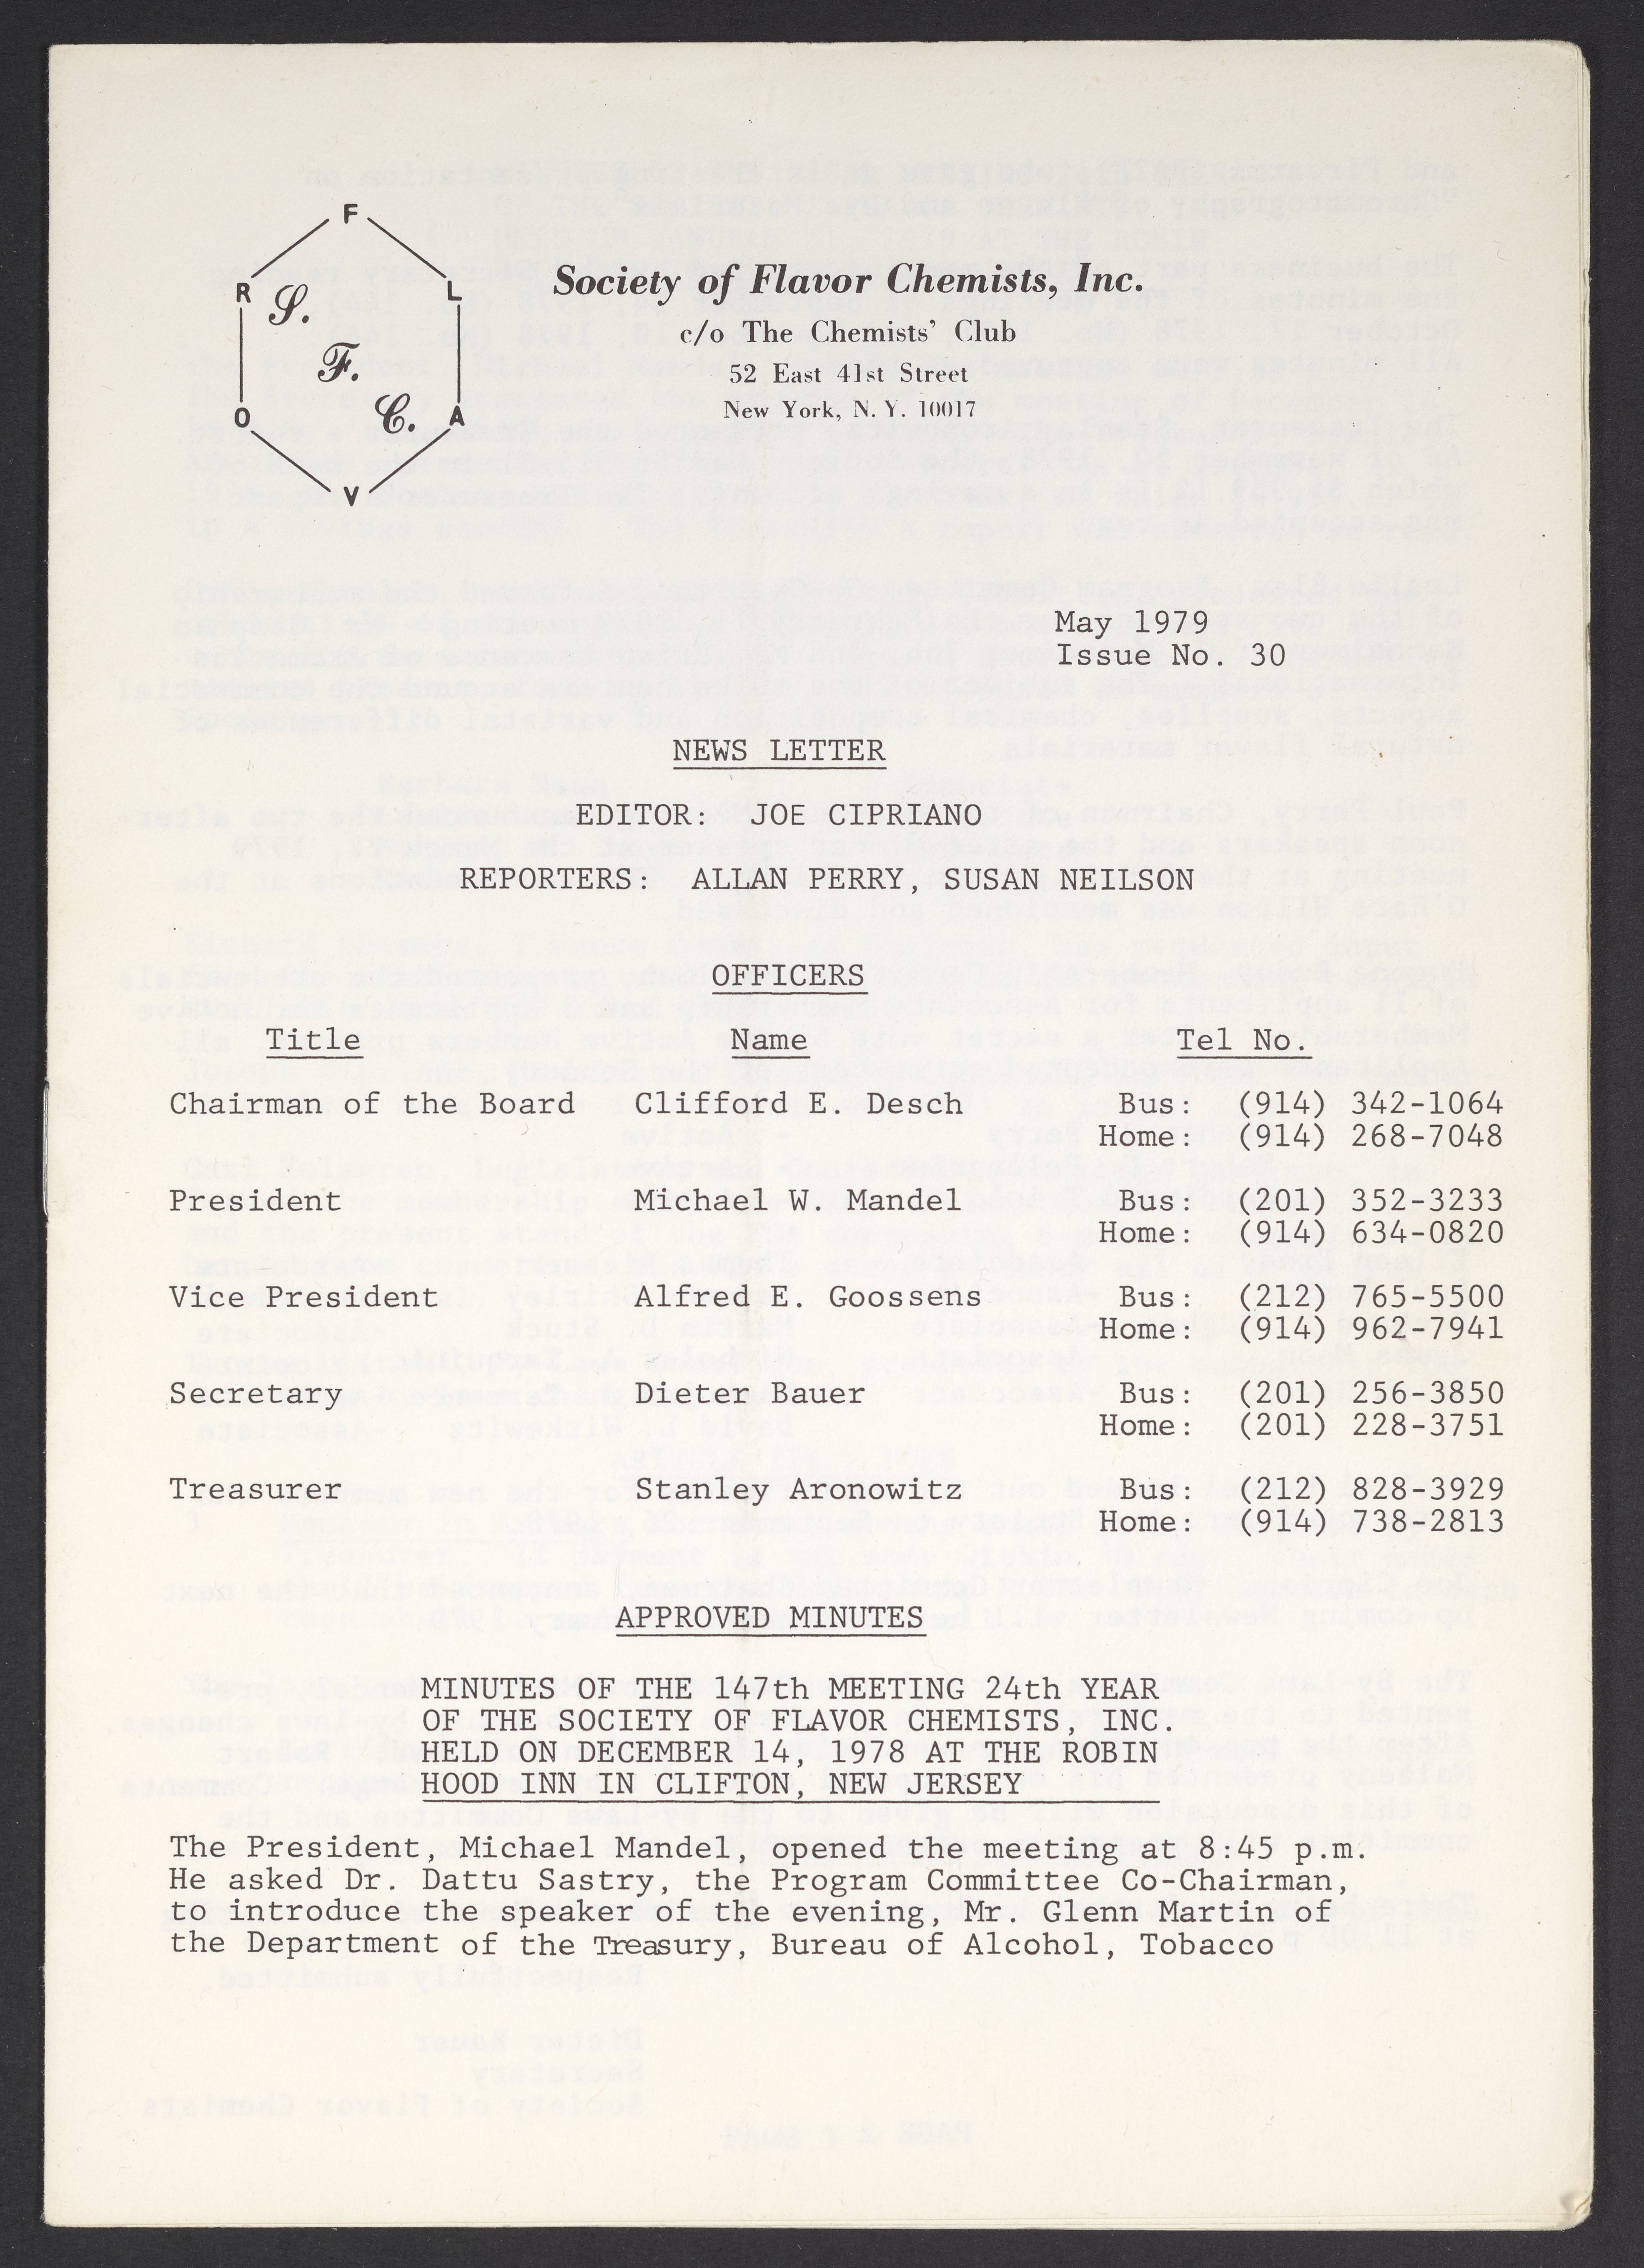 F
R L
S.
F.
C.
O A
V
Society of Flavor Chemists, Inc.
c/o The Chemists' Club
52 East 41st Street
New York, N. Y. 10017
May 1979
Issue No. 30
NEWS LETTER
EDITOR: JOE CIPRIANO
REPORTERS: ALLAN PERRY, SUSAN NEILSON
OFFICERS
Title Name Tel No.
Chairman of the Board Clifford E. Desch Bus: (914) 342-1064
Home: (914) 268-7048
President Michael W. Mandel Bus: (201) 352-3233
Home: (914) 634-0820
Vice President Alfred E. Goossens Bus: (212) 765-5500
Home: (914) 962-7941
Secretary Dieter Bauer Bus: (201) 256-3850
Home: (201) 228-3751
Treasurer Stanley Aronowitz Bus: (212) 828-3929
Home: (914) 738-2813
APPROVED MINUTES
MINUTES OF THE 147th MEETING 24th YEAR
OF THE SOCIETY OF FLAVOR CHEMISTS, INC.
HELD ON DECEMBER 14, 1978 AT THE ROBIN
HOOD INN IN CLIFTON, NEW JERSEY
The President, Michael Mandel, opened the meeting at 8:45 p.m.
He asked Dr. Dattu Sastry, the Program Committee Co-Chairman,
to introduce the speaker of the evening, Mr. Glenn Martin of
the Department of the Treasury, Bureau of Alcohol, Tobacco